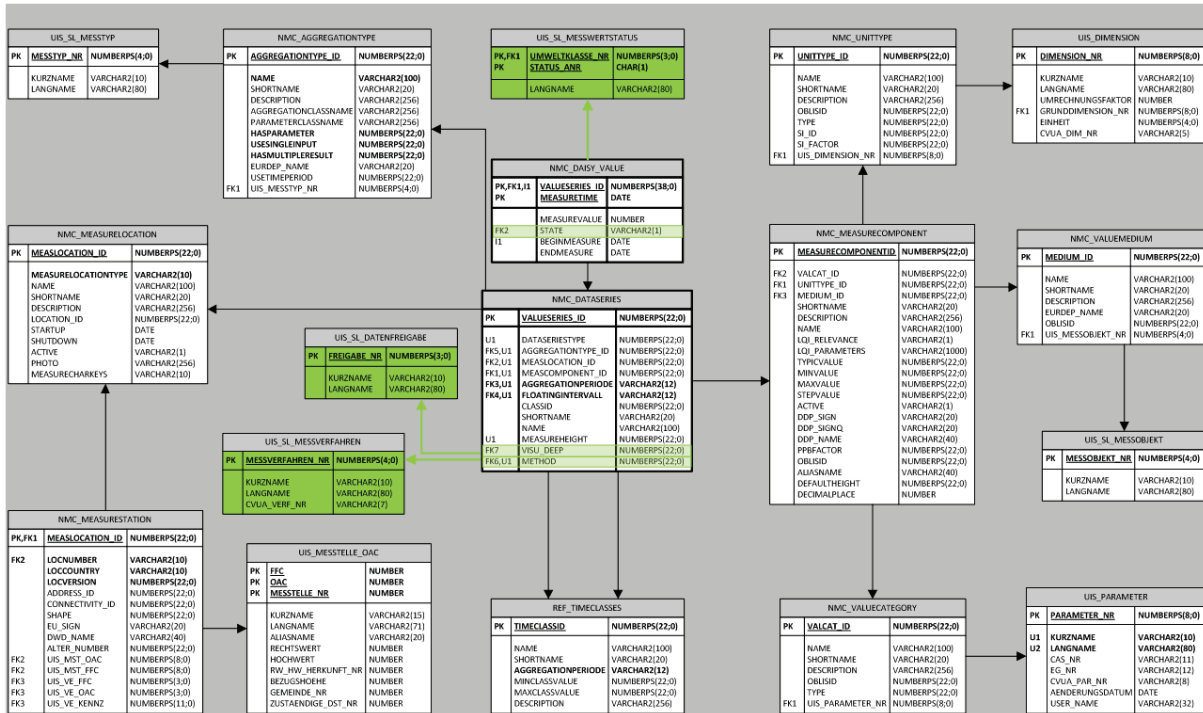 UIS_SL_MESSTYP
PK MESSTYP_NR NUMBERPS(4;0)
KURZNAME VARCHAR2(10)
LANGNAME VARCHAR2(80)
NMC_AGGREGATIONTYPE
PK AGGREGATIONTYPE_ID NUMBERPS(22;0)
NAME VARCHAR2(100)
SHORTNAME VARCHAR2(20)
DESCRIPTION VARCHAR2(256)
AGGREGATIONCLASSNAME VARCHAR2(256)
PARAMETERCLASSNAME VARCHAR2(256)
HASPARAMETER NUMBERPS(22;0)
USESINGLEINPUT NUMBERPS(22;0)
HASMULTIPLERESULT NUMBERPS(22;0)
EURDEP_NAME VARCHAR2(20)
USETIMEPERIOD NUMBERPS(22;0)
FK1 UIS_MESSTYP_NR NUMBERPS(4;0)
UIS_SL_MESSWERTSTATUS
PK,FK1 UMWELTKLASSE_NR NUMBERPS(3;0)
PK STATUS_ANR CHAR(1)
LANGNAME VARCHAR2(80)
NMC_UNITTYPE
PK UNITTYPE_ID NUMBERPS(22;0)
NAME VARCHAR2(100)
SHORTNAME VARCHAR2(20)
DESCRIPTION VARCHAR2(256)
OBLISID NUMBERPS(22;0)
TYPE NUMBERPS(22;0)
SI_ID NUMBERPS(22;0)
SI_FACTOR NUMBERPS(22;0)
FK1 UIS_DIMENSION_NR NUMBERPS(8;0)
UIS_DIMENSION
PK DIMENSION_NR NUMBERPS(8;0)
KURZNAME VARCHAR2(10)
LANGNAME VARCHAR2(80)
UMRECHNUNGSFAKTOR NUMBER
FK1 GRUNDDIMENSION_NR NUMBERPS(8;0)
EINHEIT NUMBERPS(4;0)
CVUA_DIM_NR VARCHAR2(5)
NMC_DAISY_VALUE
PK,FK1,I1 VALUESERIES_ID NUMBERPS(38;0)
PK MEASURETIME DATE
MEASUREVALUE NUMBER
FK2 STATE VARCHAR2(1)
I1 BEGINMEASURE DATE
ENDMEASURE DATE
NMC_MEASURELOCATION
PK MEASLOCATION_ID NUMBERPS(22;0)
MEASURELOCATIONTYPE VARCHAR2(10)
NAME VARCHAR2(100)
SHORTNAME VARCHAR2(20)
DESCRIPTION VARCHAR2(256)
LOCATION_ID NUMBERPS(22;0)
STARTUP DATE
SHUTDOWN DATE
ACTIVE VARCHAR2(1)
PHOTO VARCHAR2(256)
MEASURECHARKEYS VARCHAR2(10)
NMC_DATASERIES
PK VALUESERIES_ID NUMBERPS(22;0)
U1 DATASERIESTYPE NUMBERPS(22;0)
FK5,U1 AGGREGATIONTYPE_ID NUMBERPS(22;0)
FK2,U1 MEASLOCATION_ID NUMBERPS(22;0)
FK1,U1 MEASCOMPONENT_ID NUMBERPS(22;0)
FK3,U1 AGGREGATIONPERIODE VARCHAR2(12)
FK4,U1 FLOATINGINTERVALL VARCHAR2(12)
CLASSID NUMBERPS(22;0)
SHORTNAME VARCHAR2(20)
NAME VARCHAR2(100)
U1 MEASUREHEIGHT NUMBERPS(22;0)
FK7 VISU_DEEP NUMBERPS(22;0)
FK6,U1 METHOD NUMBERPS(22;0)
UIS_SL_DATENFREIGABE
PK FREIGABE_NR NUMBERPS(3;0)
KURZNAME VARCHAR2(10)
LANGNAME VARCHAR2(80)
UIS_SL_MESSVERFAHREN
PK MESSVERFAHREN_NR NUMBERPS(4;0)
KURZNAME VARCHAR2(10)
LANGNAME VARCHAR2(80)
CVUA_VERF_NR VARCHAR2(7)
NMC_MEASURECOMPONENT
PK MEASURECOMPONENTID NUMBERPS(22;0)
FK2 VALCAT_ID NUMBERPS(22;0)
FK1 UNITTYPE_ID NUMBERPS(22;0)
FK3 MEDIUM_ID NUMBERPS(22;0)
SHORTNAME VARCHAR2(20)
DESCRIPTION VARCHAR2(256)
NAME VARCHAR2(100)
LQI_RELEVANCE VARCHAR2(1)
LQI_PARAMETERS VARCHAR2(1000)
TYPICVALUE NUMBERPS(22;0)
MINVALUE NUMBERPS(22;0)
MAXVALUE NUMBERPS(22;0)
STEPVALUE NUMBERPS(22;0)
ACTIVE VARCHAR2(1)
DDP_SIGN VARCHAR2(20)
DDP_SIGNQ VARCHAR2(20)
DDP_NAME VARCHAR2(40)
PPBFACTOR NUMBERPS(22;0)
OBLISID NUMBERPS(22;0)
ALIASNAME VARCHAR2(40)
DEFAULTHEIGHT NUMBERPS(22;0)
DECIMALPLACE NUMBER
NMC_VALUEMEDIUM
PK MEDIUM_ID NUMBERPS(22;0)
NAME VARCHAR2(100)
SHORTNAME VARCHAR2(20)
DESCRIPTION VARCHAR2(256)
EURDEP_NAME VARCHAR2(20)
OBLISID NUMBERPS(22;0)
FK1 UIS_MESSOBJEKT_NR NUMBERPS(4;0)
UIS_SL_MESSOBJEKT
PK MESSOBJEKT_NR NUMBERPS(4;0)
KURZNAME VARCHAR2(10)
LANGNAME VARCHAR2(80)
NMC_MEASURESTATION
PK,FK1 MEASLOCATION_ID NUMBERPS(22;0)
FK2 LOCNUMBER VARCHAR2(10)
LOCCOUNTRY VARCHAR2(10)
LOCVERSION NUMBERPS(22;0)
ADDRESS_ID NUMBERPS(22;0)
CONNECTIVITY_ID NUMBERPS(22;0)
SHAPE NUMBERPS(22;0)
EU_SIGN VARCHAR2(20)
DWD_NAME VARCHAR2(40)
ALTER_NUMBER NUMBERPS(22;0)
FK2 UIS_MST_OAC NUMBERPS(8;0)
FK2 UIS_MST_FFC NUMBERPS(8;0)
FK3 UIS_VE_FFC NUMBERPS(3;0)
FK3 UIS_VE_OAC NUMBERPS(3;0)
FK3 UIS_VE_KENNZ NUMBERPS(11;0)
UIS_MESSTELLE_OAC
PK FFC NUMBER
PK OAC NUMBER
PK MESSTELLE_NR NUMBER
KURZNAME VARCHAR2(15)
LANGNAME VARCHAR2(71)
ALIASNAME VARCHAR2(20)
RECHTSWERT NUMBER
HOCHWERT NUMBER
RW_HW_HERKUNFT_NR NUMBER
BEZUGSHOEHE NUMBER
GEMEINDE_NR NUMBER
ZUSTAENDIGE_DST_NR NUMBER
REF_TIMECLASSES
PK TIMECLASSID NUMBERPS(22;0)
NAME VARCHAR2(100)
SHORTNAME VARCHAR2(20)
AGGREGATIONPERIODE VARCHAR2(12)
MINCLASSVALUE NUMBERPS(22;0)
MAXCLASSVALUE NUMBERPS(22;0)
DESCRIPTION VARCHAR2(256)
NMC_VALUECATEGORY
PK VALCAT_ID NUMBERPS(22;0)
NAME VARCHAR2(100)
SHORTNAME VARCHAR2(20)
DESCRIPTION VARCHAR2(256)
OBLISID NUMBERPS(22;0)
TYPE NUMBERPS(22;0)
FK1 UIS_PARAMETER_NR NUMBERPS(8;0)
UIS_PARAMETER
PK PARAMETER_NR NUMBERPS(8;0)
U1 KURZNAME VARCHAR2(10)
U2 LANGNAME VARCHAR2(80)
CAS_NR VARCHAR2(11)
EG_NR VARCHAR2(12)
CVUA_PAR_NR VARCHAR2(8)
AENDERUNGSDATUM DATE
USER_NAME VARCHAR2(32)